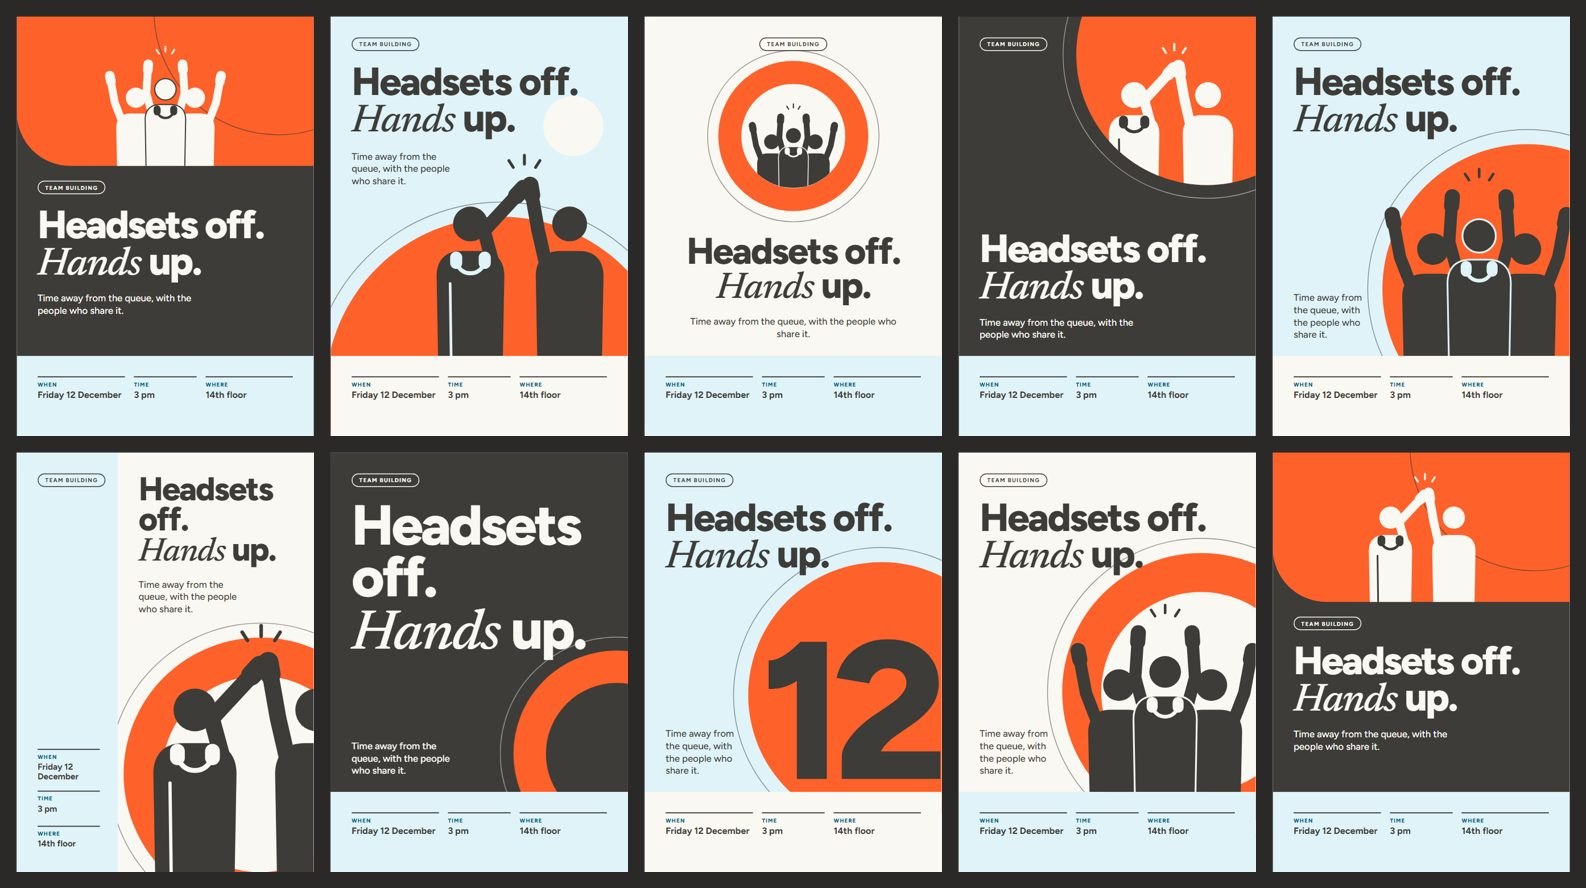 TEAM BUILDING
Headsets off.
Hands up.
Time away from the queue, with the
people who share it.
WHEN
Friday 12 December
TIME
3 pm
WHERE
14th floor
TEAM BUILDING
Headsets off.
Hands up.
Time away from the
queue, with the people
who share it.
WHEN
Friday 12 December
TIME
3 pm
WHERE
14th floor
TEAM BUILDING
Headsets off.
Hands up.
Time away from the queue, with the people who
share it.
WHEN
Friday 12 December
TIME
3 pm
WHERE
14th floor
TEAM BUILDING
Headsets off.
Hands up.
Time away from the queue, with the
people who share it.
WHEN
Friday 12 December
TIME
3 pm
WHERE
14th floor
TEAM BUILDING
Headsets off.
Hands up.
Time away from
the queue, with
the people who
share it.
WHEN
Friday 12 December
TIME
3 pm
WHERE
14th floor
TEAM BUILDING
Headsets
off.
Hands up.
Time away from the
queue, with the people
who share it.
WHEN
Friday 12
December
TIME
3 pm
WHERE
14th floor
TEAM BUILDING
Headsets
off.
Hands up.
Time away from the
queue, with the people
who share it.
WHEN
Friday 12 December
TIME
3 pm
WHERE
14th floor
TEAM BUILDING
Headsets off.
Hands up.
12
Time away from
the queue, with
the people who
share it.
WHEN
Friday 12 December
TIME
3 pm
WHERE
14th floor
TEAM BUILDING
Headsets off.
Hands up.
Time away from
the queue, with
the people who
share it.
WHEN
Friday 12 December
TIME
3 pm
WHERE
14th floor
TEAM BUILDING
Headsets off.
Hands up.
Time away from the queue, with the
people who share it.
WHEN
Friday 12 December
TIME
3 pm
WHERE
14th floor